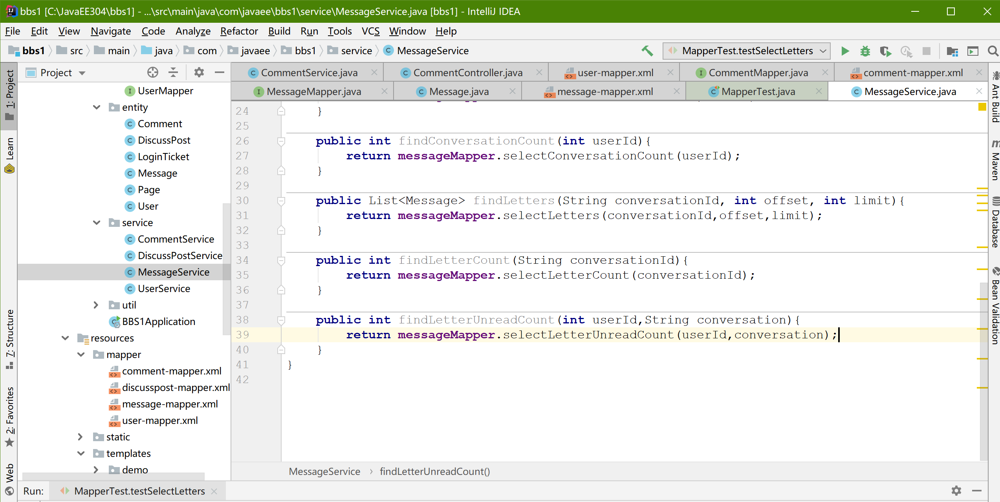 bbs1 [C:\JavaEE304\bbs1] - ...\src\main\java\com\javaee\bbs1\service\MessageService.java [bbs1] - IntelliJ IDEA
File Edit View Navigate Code Analyze Refactor Build Run Tools VCS Window Help
bbs1 src main java com javaee bbs1 service MessageService MapperTest.testSelectLetters
Project
CommentService.java CommentController.java user-mapper.xml CommentMapper.java comment-mapper.xml
MessageMapper.java Message.java message-mapper.xml MapperTest.java MessageService.java
1: Project
Learn
7: Structure
2: Favorites
Web
UserMapper
entity
Comment
DiscussPost
LoginTicket
Message
Page
User
service
CommentService
DiscussPostService
MessageService
UserService
util
BBS1Application
resources
mapper
comment-mapper.xml
discusspost-mapper.xml
message-mapper.xml
user-mapper.xml
static
templates
demo
24 }
25
26 public int findConversationCount(int userId){
27 return messageMapper.selectConversationCount(userId);
28 }
29
30 public List<Message> findLetters(String conversationId, int offset, int limit){
31 return messageMapper.selectLetters(conversationId,offset,limit);
32 }
33
34 public int findLetterCount(String conversationId){
35 return messageMapper.selectLetterCount(conversationId);
36 }
37
38 public int findLetterUnreadCount(int userId,String conversation){
39 return messageMapper.selectLetterUnreadCount(userId,conversation);
40 }
41 }
42
MessageService › findLetterUnreadCount()
Ant Build
Maven
Database
Bean Validation
Run: MapperTest.testSelectLetters